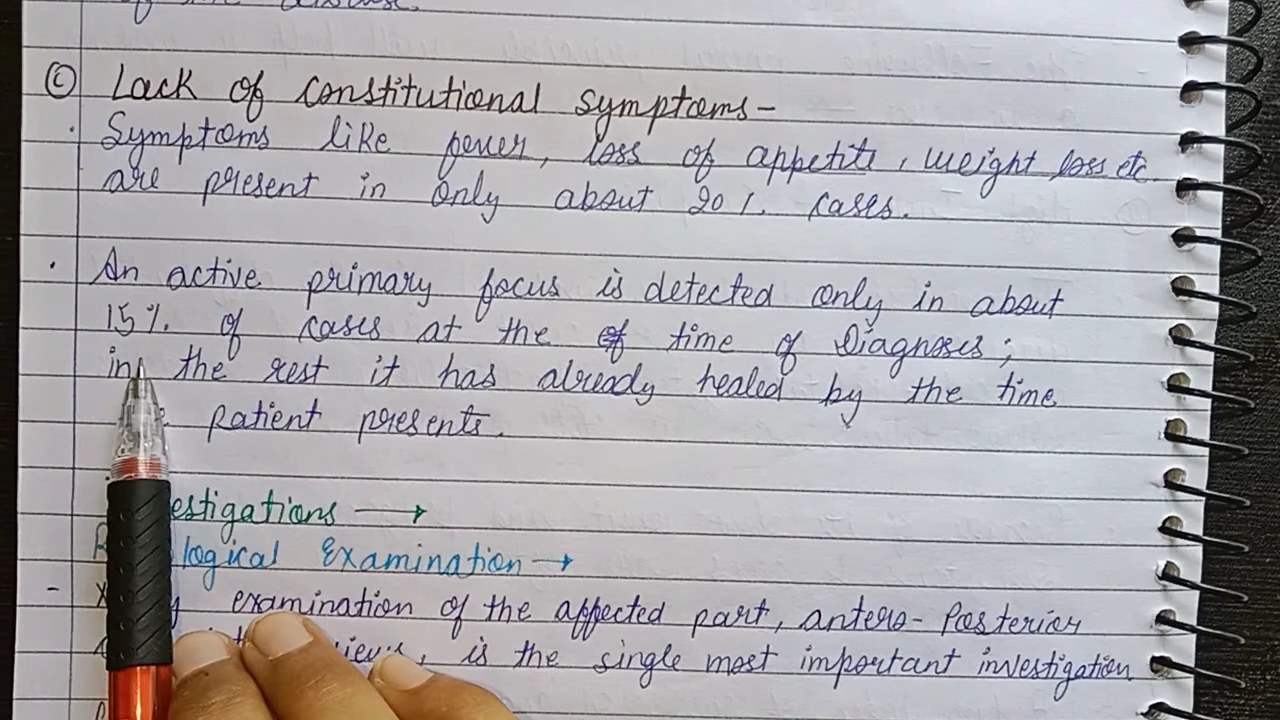 © Lack of constitutional symptoms -
· Symptoms like fever, loss of appetite, weight loss etc.
are present in only about 20%. cases.
· An active primary focus is detected only in about
15%. of cases at the of time of Diagnoses;
in the rest it has already healed by the time
patient presents.
estigations →
logical Examination →
- examination of the affected part, antero-Posterior
views, is the single most important investigation